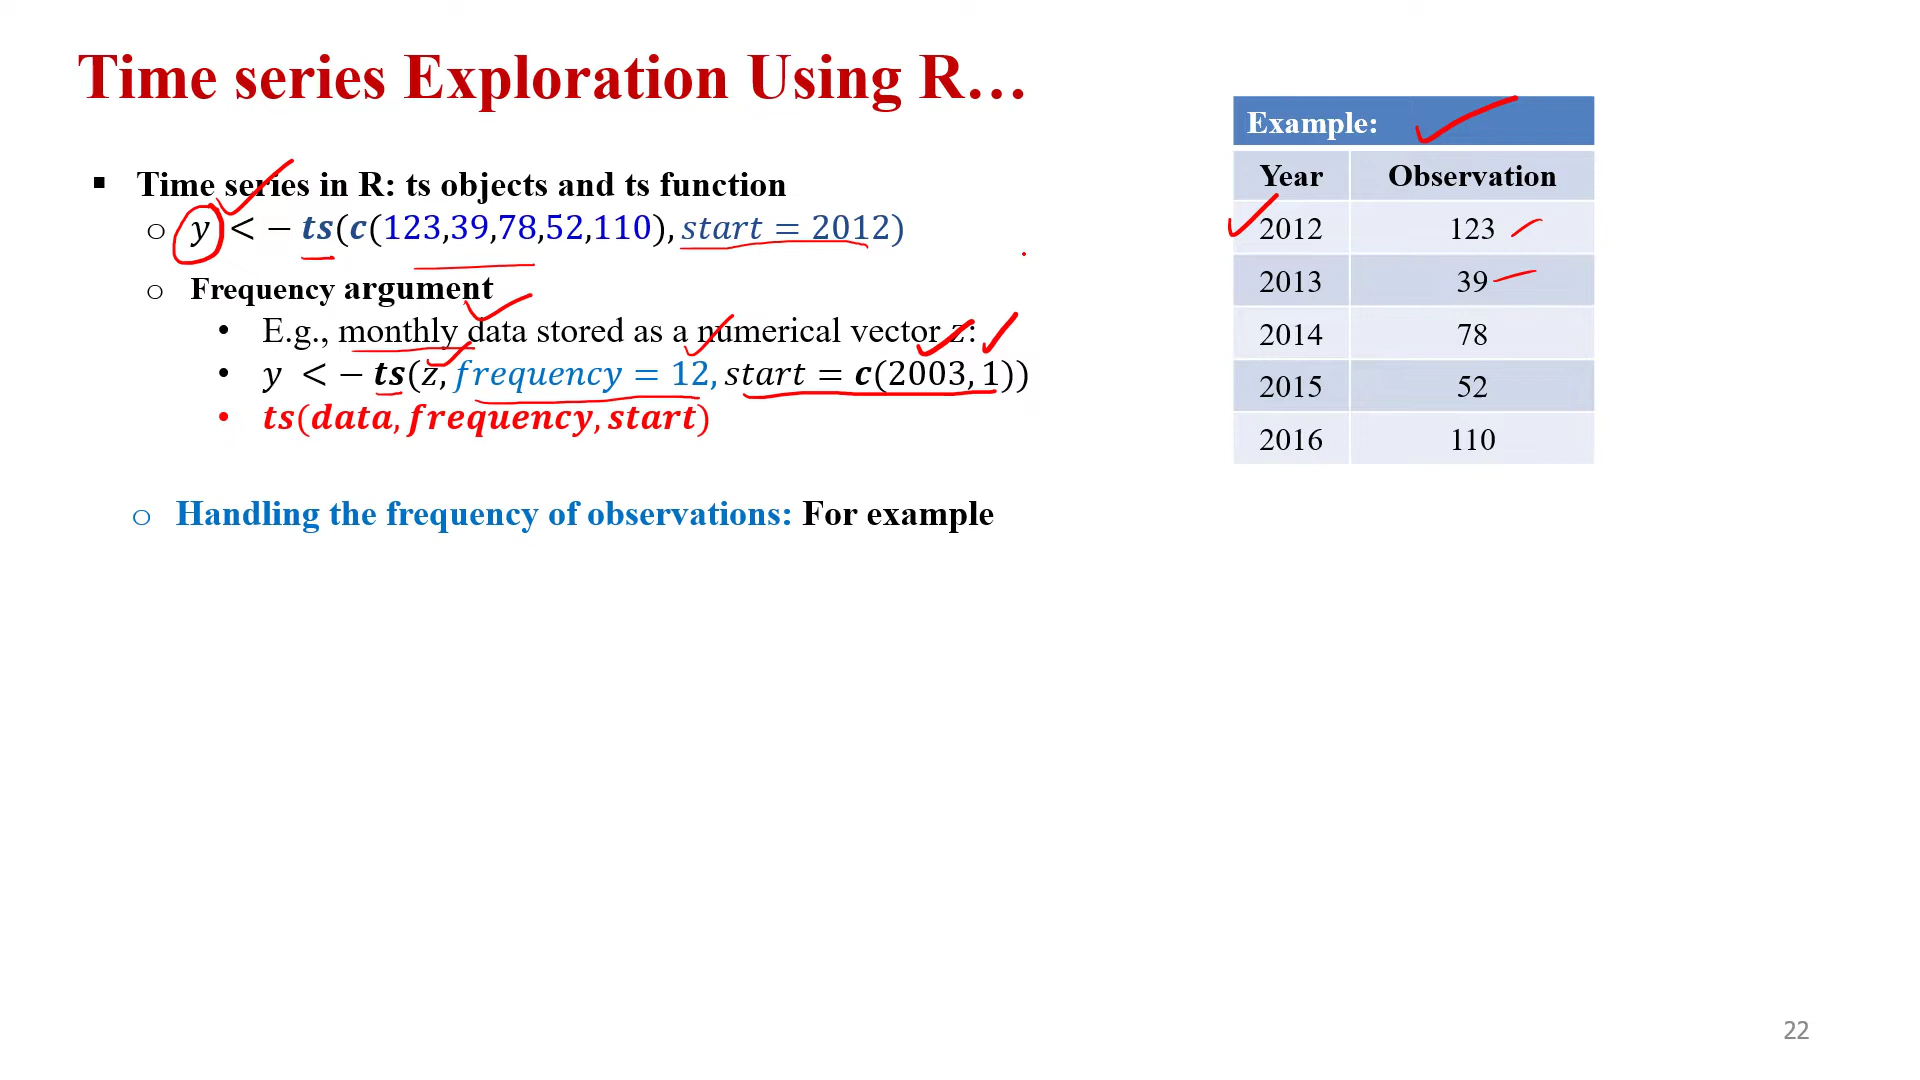 Time series Exploration Using R…
▪ Time series in R: ts objects and ts function
o y < − ts(c(123,39,78,52,110), start = 2012)
o Frequency argument
• E.g., monthly data stored as a numerical vector z:
• y < − ts(z, frequency = 12, start = c(2003, 1))
• ts(data, frequency, start)
o Handling the frequency of observations: For example
Example:
Year Observation
2012 123
2013 39
2014 78
2015 52
2016 110
22